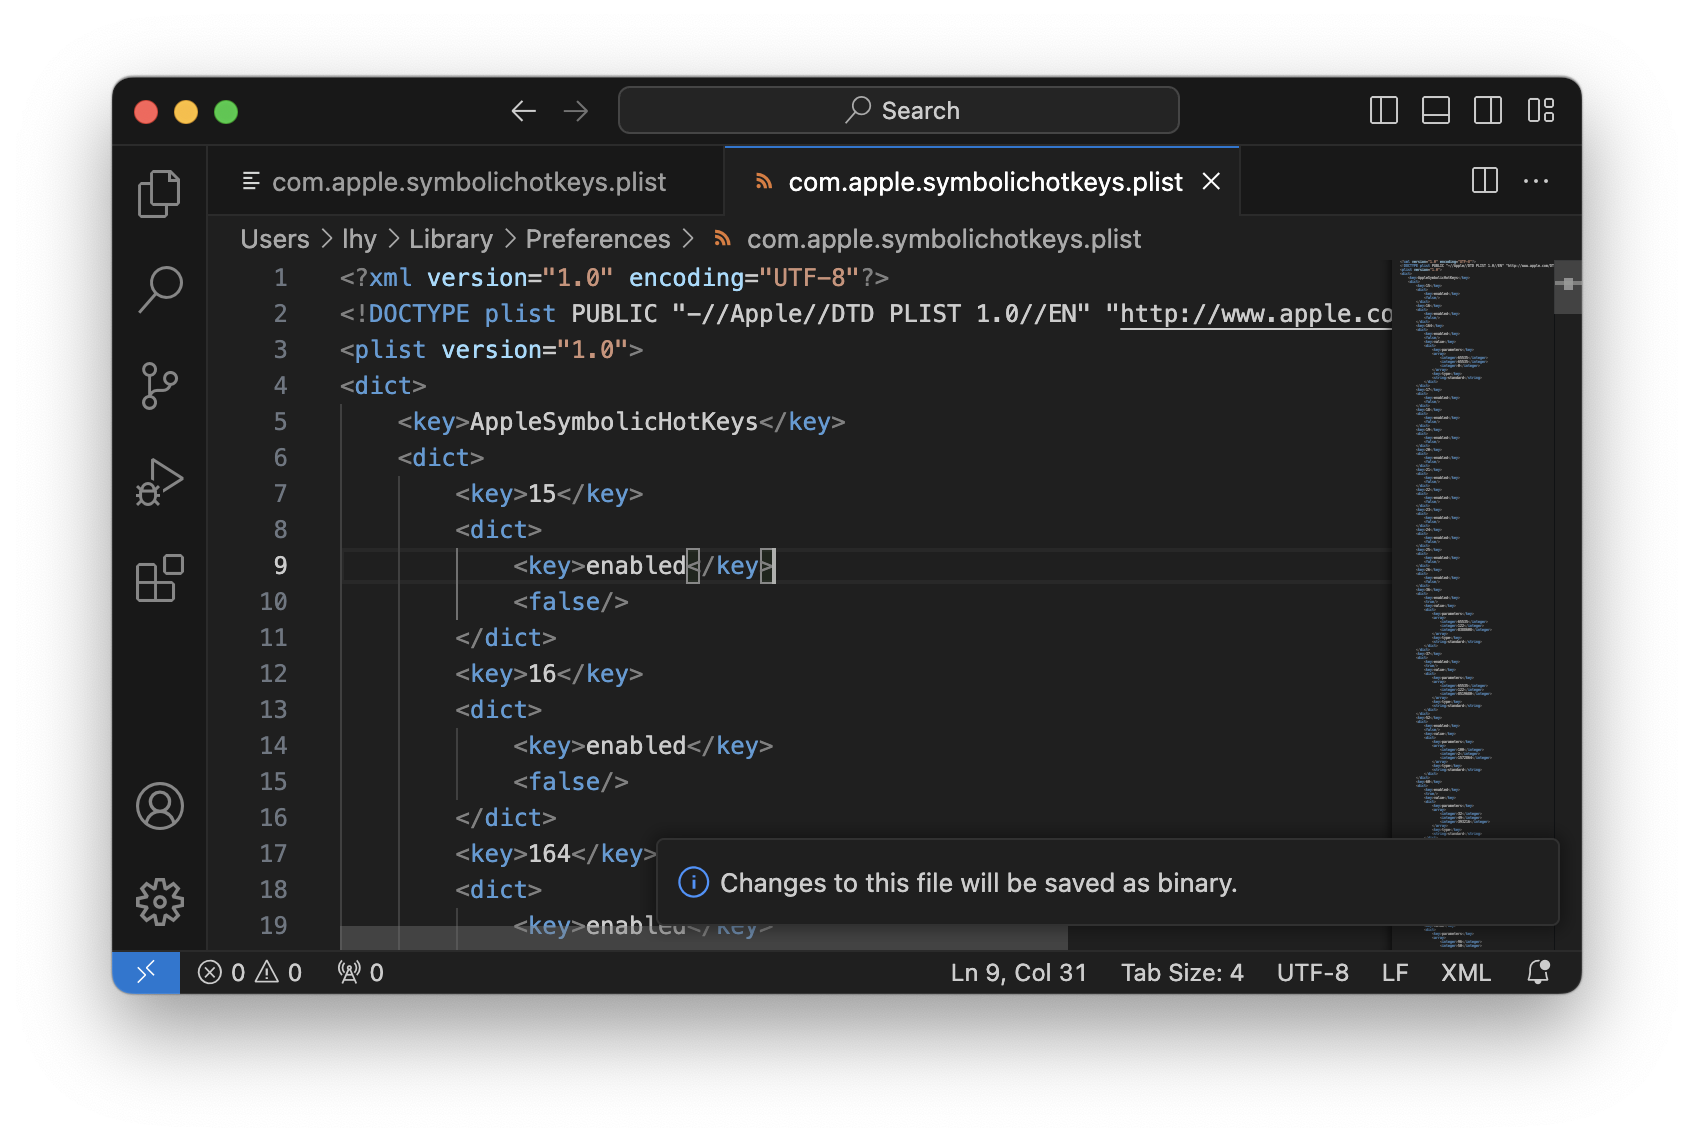 Search
com.apple.symbolichotkeys.plist
com.apple.symbolichotkeys.plist
Users > lhy > Library > Preferences > com.apple.symbolichotkeys.plist
1 <?xml version="1.0" encoding="UTF-8"?>
2 <!DOCTYPE plist PUBLIC "-//Apple//DTD PLIST 1.0//EN" "http://www.apple.co
3 <plist version="1.0">
4 <dict>
5 <key>AppleSymbolicHotKeys</key>
6 <dict>
7 <key>15</key>
8 <dict>
9 <key>enabled</key>
10 <false/>
11 </dict>
12 <key>16</key>
13 <dict>
14 <key>enabled</key>
15 <false/>
16 </dict>
17 <key>164</key>
18 <dict>
19 <key>enabled</key>
Changes to this file will be saved as binary.
0 0 0 Ln 9, Col 31 Tab Size: 4 UTF-8 LF XML